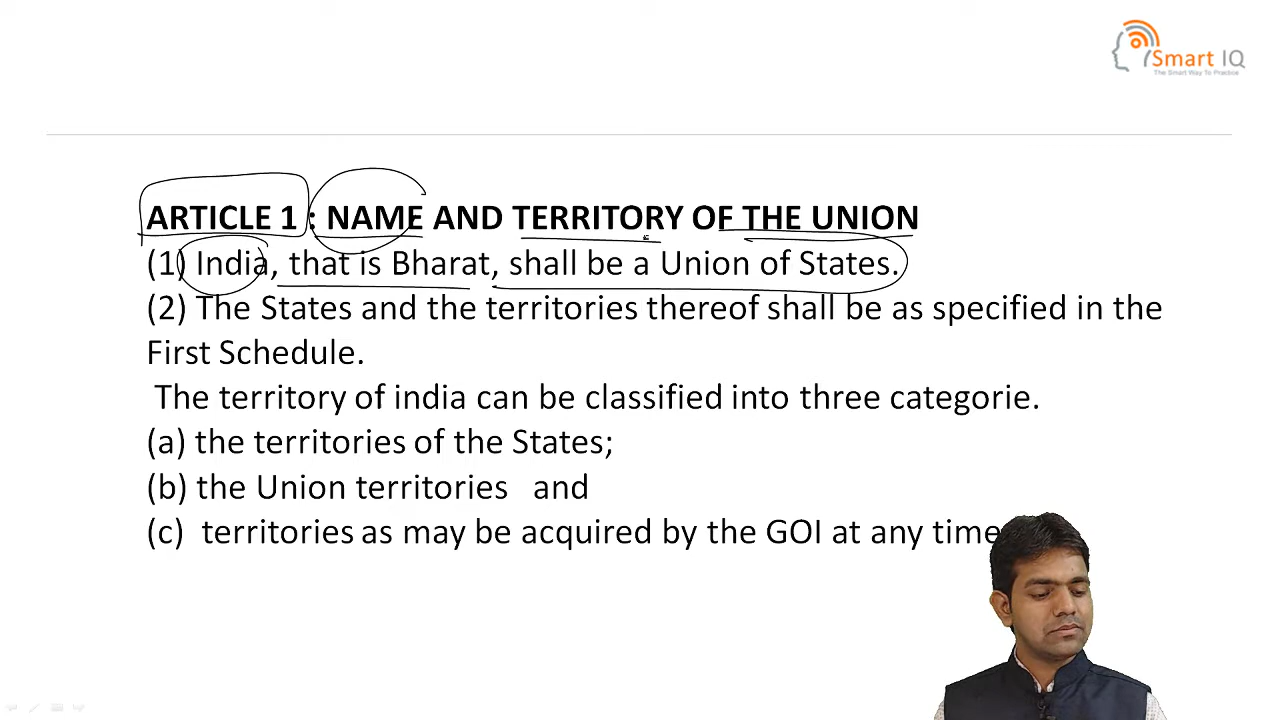 Smart IQ
The Smart Way To Practice
ARTICLE 1 : NAME AND TERRITORY OF THE UNION
(1) India, that is Bharat, shall be a Union of States.
(2) The States and the territories thereof shall be as specified in the
First Schedule.
The territory of india can be classified into three categorie.
(a) the territories of the States;
(b) the Union territories and
(c) territories as may be acquired by the GOI at any time